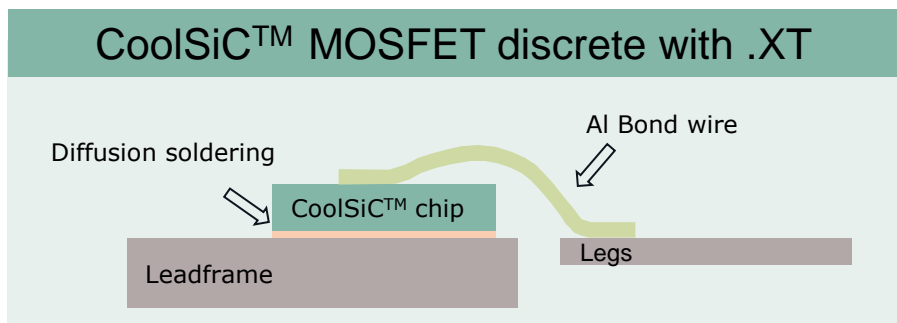 CoolSiC™ MOSFET discrete with .XT
Al Bond wire
Diffusion soldering
CoolSiC™ chip
Legs
Leadframe